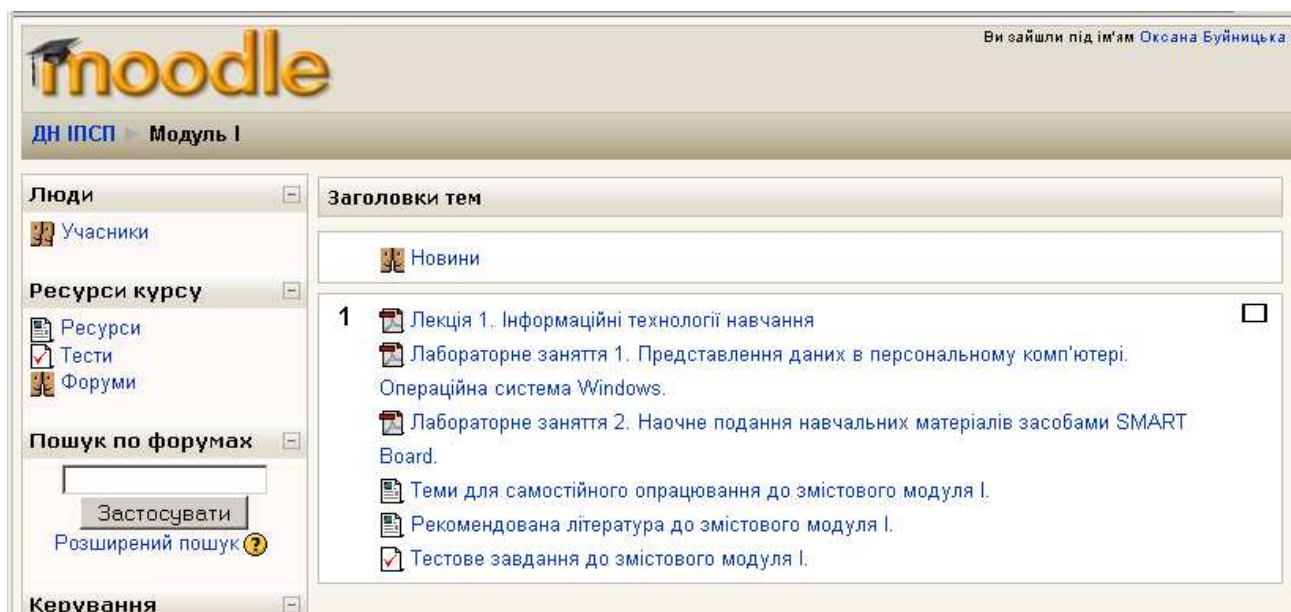 moodle
Ви зайшли під ім'ям Оксана Буйницька
ДН ІПСП Модуль I
Люди
Учасники
Ресурси курсу
Ресурси
Тести
Форуми
Пошук по форумах
Застосувати
Розширений пошук ?
Керування
Заголовки тем
Новини
1 Лекція 1. Інформаційні технології навчання
Лабораторне заняття 1. Представлення даних в персональному комп'ютері.
Операційна система Windows.
Лабораторне заняття 2. Наочне подання навчальних матеріалів засобами SMART
Board.
Теми для самостійного опрацювання до змістового модуля I.
Рекомендована література до змістового модуля I.
Тестове завдання до змістового модуля I.